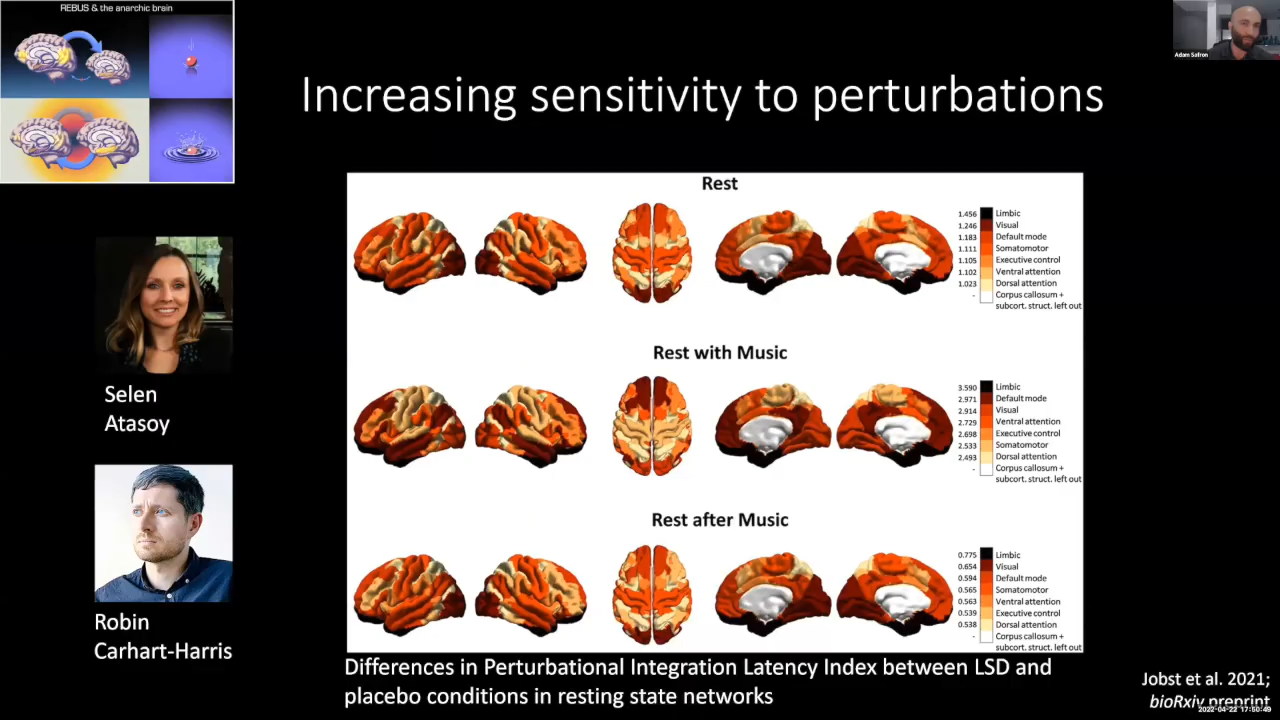 REBUS & the anarchic brain
Adam Safron
Increasing sensitivity to perturbations
Selen
Atasoy
Robin
Carhart-Harris
Rest
1.456 Limbic
1.246 Visual
1.183 Default mode
1.111 Somatomotor
1.105 Executive control
1.102 Ventral attention
1.023 Dorsal attention
- Corpus callosum +
subcort. struct. left out
Rest with Music
3.590 Limbic
2.971 Default mode
2.914 Visual
2.729 Ventral attention
2.698 Executive control
2.533 Somatomotor
2.493 Dorsal attention
- Corpus callosum +
subcort. struct. left out
Rest after Music
0.775 Limbic
0.654 Visual
0.594 Default mode
0.565 Somatomotor
0.563 Ventral attention
0.539 Executive control
0.538 Dorsal attention
- Corpus callosum +
subcort. struct. left out
Differences in Perturbational Integration Latency Index between LSD and
placebo conditions in resting state networks
Jobst et al. 2021;
bioRxiv preprint
2022-04-22 17:50:49